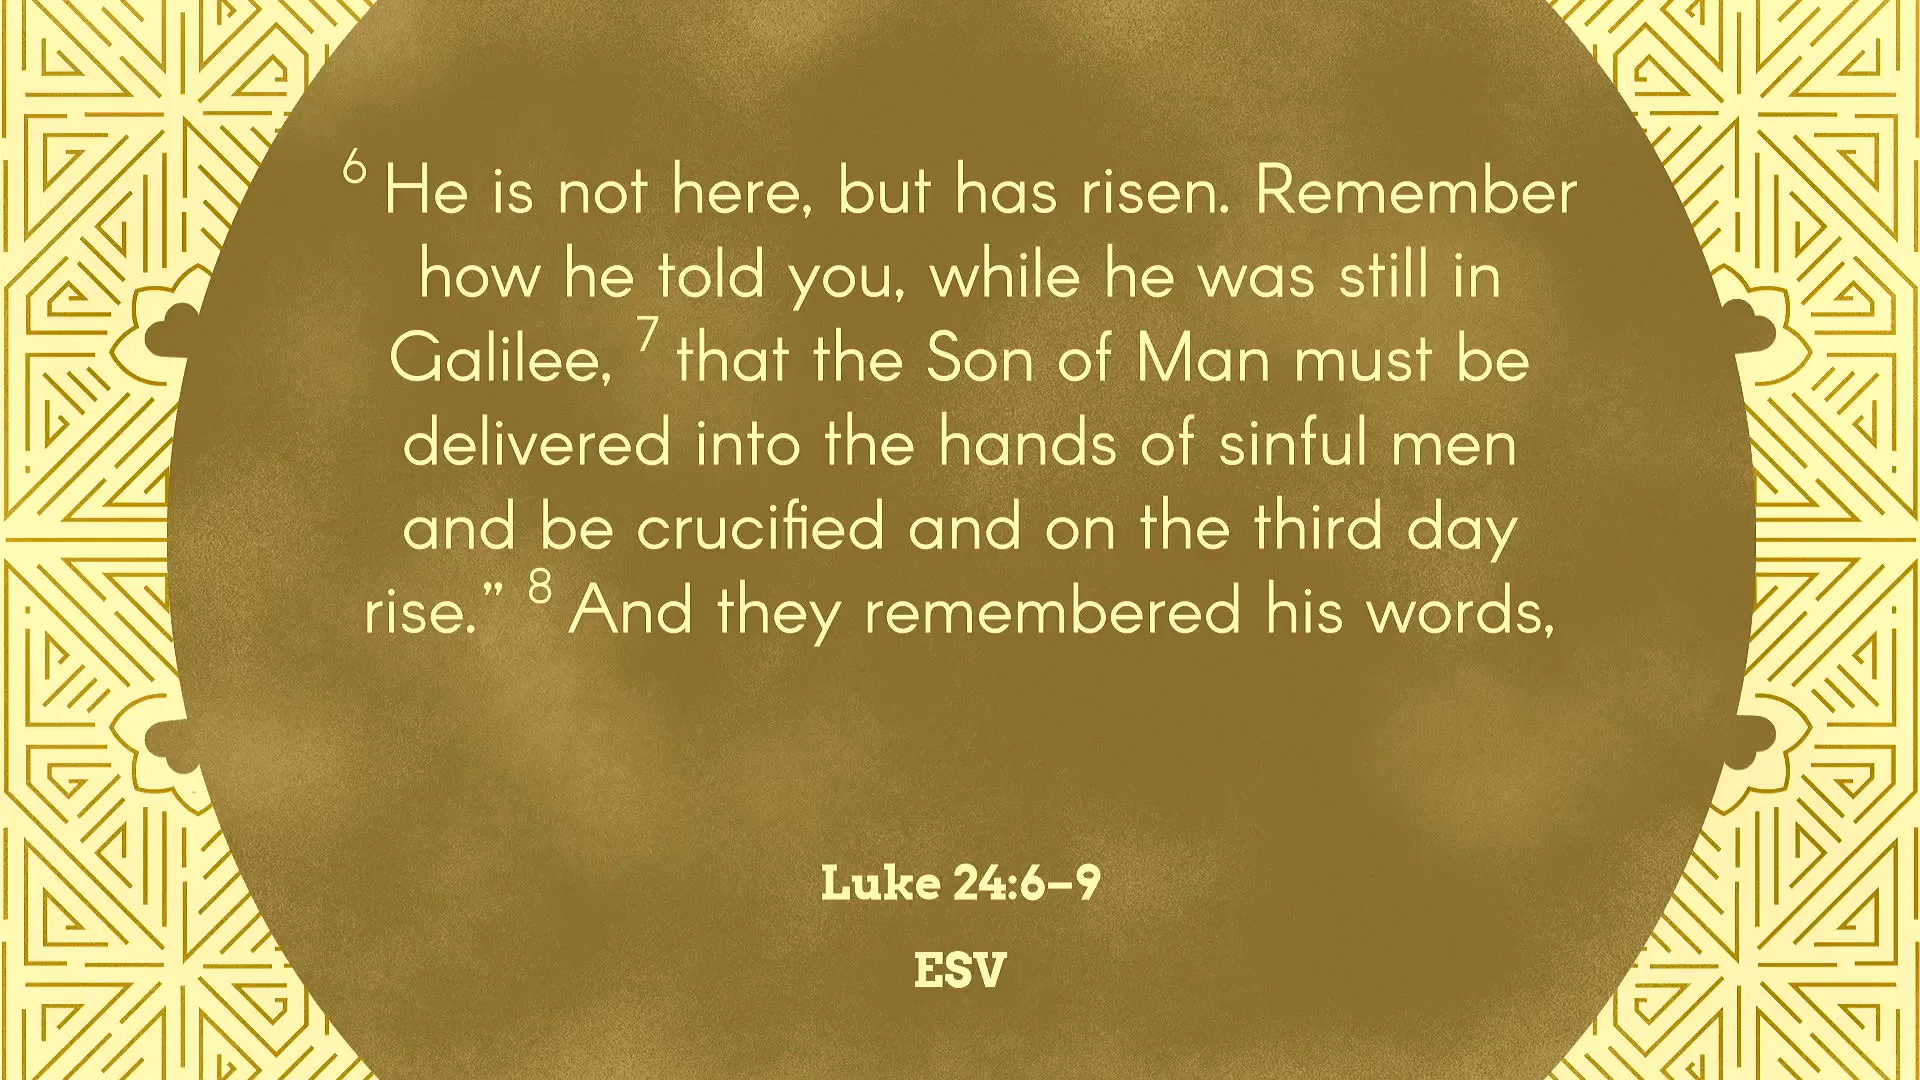 6 He is not here, but has risen. Remember
how he told you, while he was still in
Galilee, 7 that the Son of Man must be
delivered into the hands of sinful men
and be crucified and on the third day
rise.” 8 And they remembered his words,
Luke 24:6–9
ESV